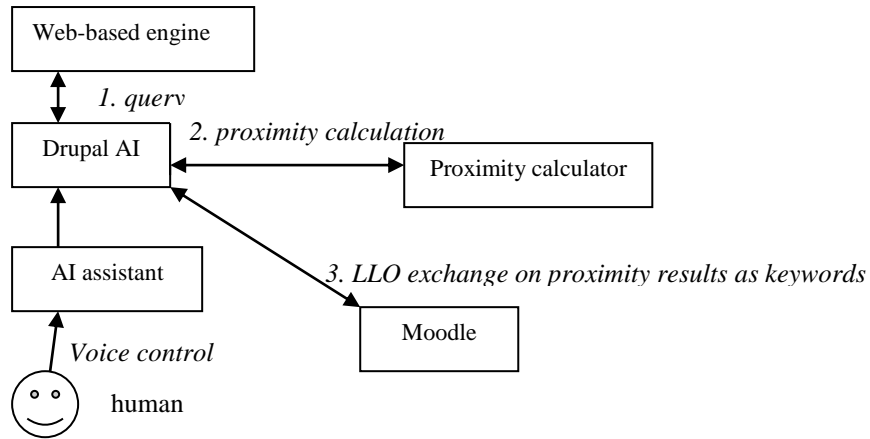 Web-based engine
1. query
Drupal AI
2. proximity calculation
Proximity calculator
AI assistant
3. LLO exchange on proximity results as keywords
Moodle
Voice control
human